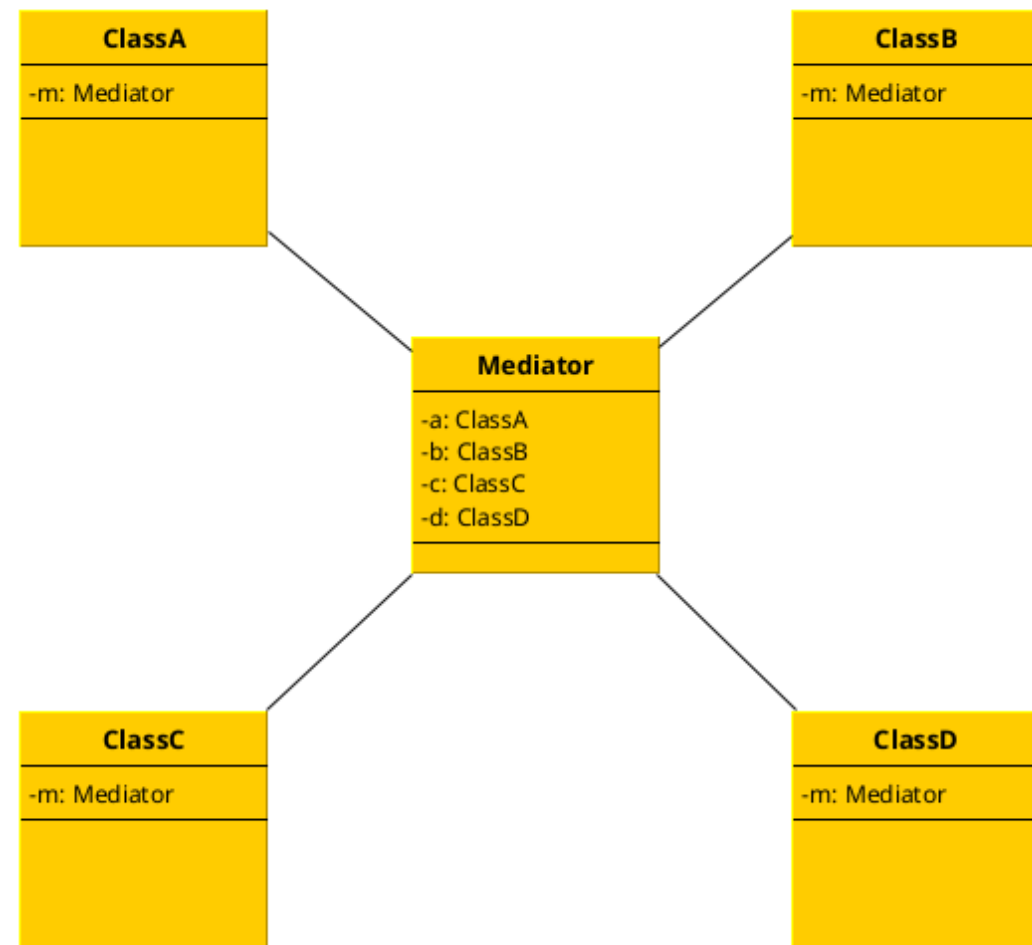 ClassA
-m: Mediator
ClassB
-m: Mediator
Mediator
-a: ClassA
-b: ClassB
-c: ClassC
-d: ClassD
ClassC
-m: Mediator
ClassD
-m: Mediator